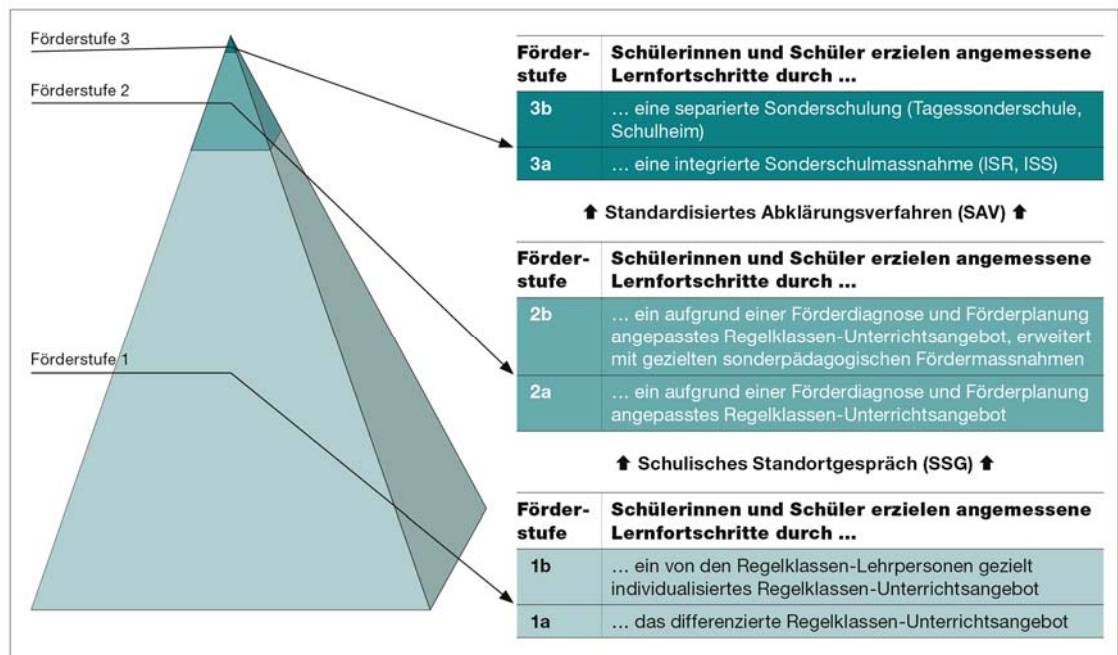 Förderstufe 3
Förderstufe 2
Förderstufe 1
Förder-
stufe
Schülerinnen und Schüler erzielen angemessene
Lernfortschritte durch ...
3b
... eine separierte Sonderschulung (Tagessonderschule,
Schulheim)
3a
... eine integrierte Sonderschulmassnahme (ISR, ISS)
⬆ Standardisiertes Abklärungsverfahren (SAV) ⬆
Förder-
stufe
Schülerinnen und Schüler erzielen angemessene
Lernfortschritte durch ...
2b
... ein aufgrund einer Förderdiagnose und Förderplanung
angepasstes Regelklassen-Unterrichtsangebot, erweitert
mit gezielten sonderpädagogischen Fördermassnahmen
2a
... ein aufgrund einer Förderdiagnose und Förderplanung
angepasstes Regelklassen-Unterrichtsangebot
⬆ Schulisches Standortgespräch (SSG) ⬆
Förder-
stufe
Schülerinnen und Schüler erzielen angemessene
Lernfortschritte durch ...
1b
... ein von den Regelklassen-Lehrpersonen gezielt
individualisiertes Regelklassen-Unterrichtsangebot
1a
... das differenzierte Regelklassen-Unterrichtsangebot